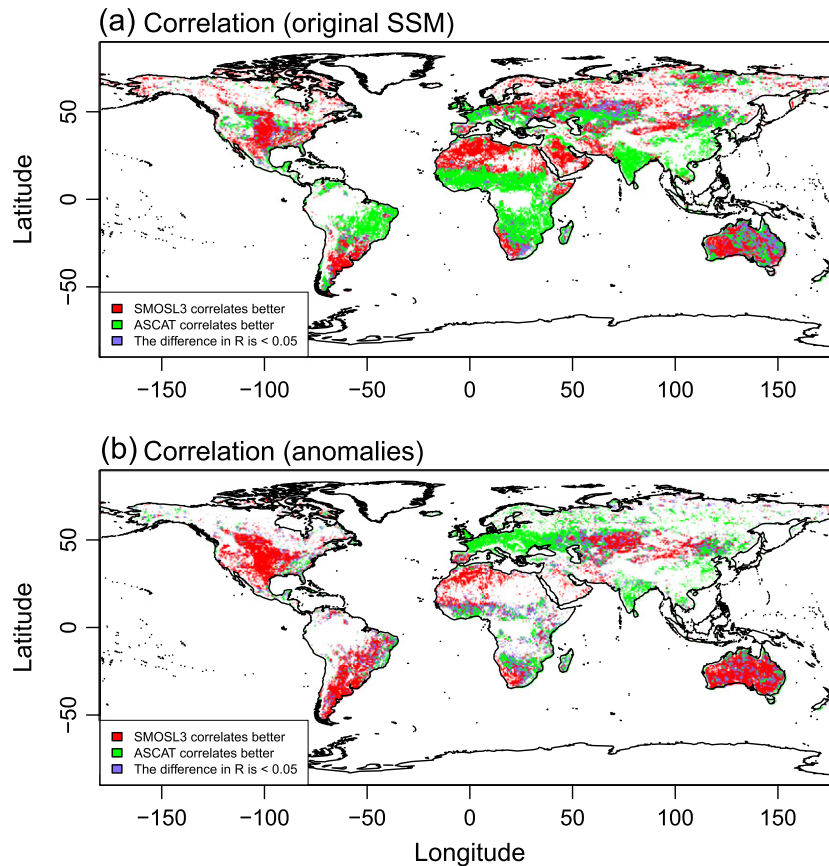 (a) Correlation (original SSM)
Latitude
50
0
−50
SMOSL3 correlates better
ASCAT correlates better
The difference in R is < 0.05
−150 −100 −50 0 50 100 150
(b) Correlation (anomalies)
Latitude
50
0
−50
SMOSL3 correlates better
ASCAT correlates better
The difference in R is < 0.05
−150 −100 −50 0 50 100 150
Longitude